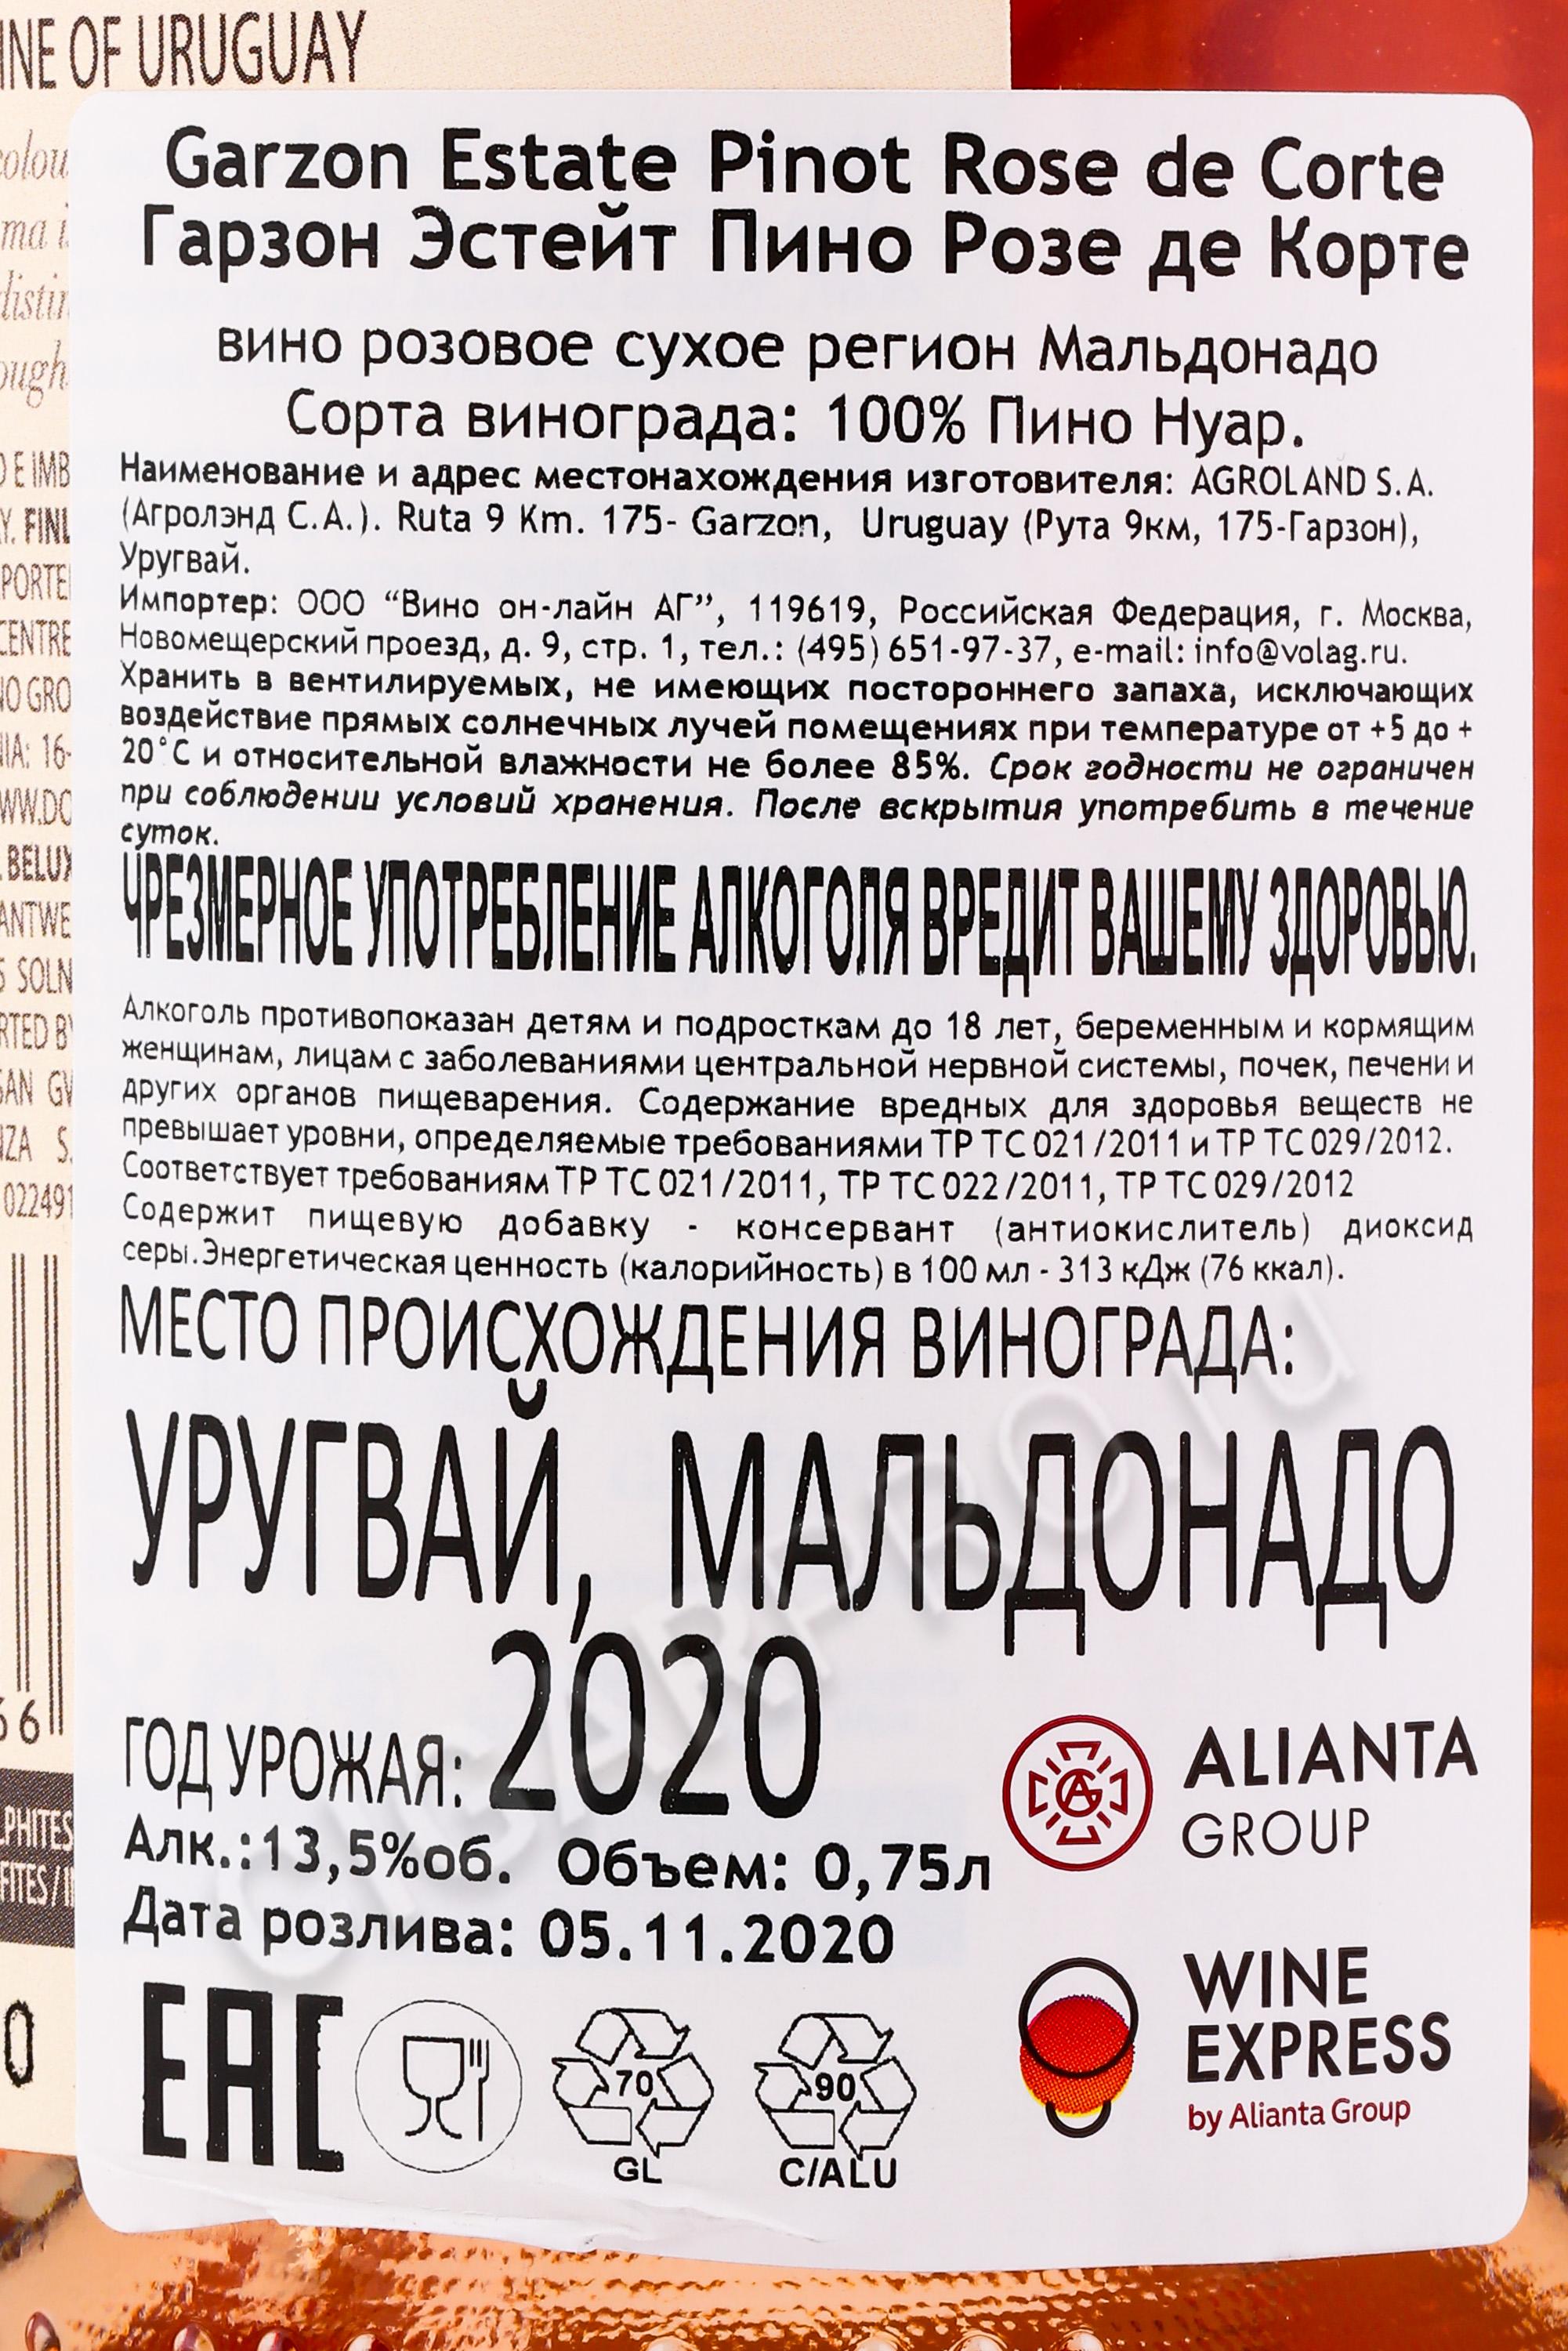 INE OF URUGUAY
Garzon Estate Pinot Rose de Corte
Гарзон Эстейт Пино Розе де Корте
вино розовое сухое регион Мальдонадо
Сорта винограда: 100% Пино Нуар.
Наименование и адрес местонахождения изготовителя: AGROLAND S.A.
(Агролэнд С.А.). Ruta 9 Km. 175- Garzon, Uruguay (Рута 9км, 175-Гарзон),
Уругвай.
Импортер: ООО “Вино он-лайн АГ”, 119619, Российская Федерация, г. Москва,
Новомещерский проезд, д. 9, стр. 1, тел.: (495) 651-97-37, e-mail: info@volag.ru.
Хранить в вентилируемых, не имеющих постороннего запаха, исключающих
воздействие прямых солнечных лучей помещениях при температуре от +5 до +
20°С и относительной влажности не более 85%. Срок годности не ограничен
при соблюдении условий хранения. После вскрытия употребить в течение
суток.
ЧРЕЗМЕРНОЕ УПОТРЕБЛЕНИЕ АЛКОГОЛЯ ВРЕДИТ ВАШЕМУ ЗДОРОВЬЮ.
Алкоголь противопоказан детям и подросткам до 18 лет, беременным и кормящим
женщинам, лицам с заболеваниями центральной нервной системы, почек, печени и
других органов пищеварения. Содержание вредных для здоровья веществ не
превышает уровни, определяемые требованиями ТР ТС 021/2011 и ТР ТС 029/2012.
Соответствует требованиям ТР ТС 021/2011, ТР ТС 022/2011, ТР ТС 029/2012
Содержит пищевую добавку - консервант (антиокислитель) диоксид
серы.Энергетическая ценность (калорийность) в 100 мл - 313 кДж (76 ккал).
МЕСТО ПРОИСХОЖДЕНИЯ ВИНОГРАДА:
УРУГВАЙ, МАЛЬДОНАДО
ГОД УРОЖАЯ: 2020
Алк.:13,5%об. Объем: 0,75л
Дата розлива: 05.11.2020
ALIANTA
GROUP
WINE
EXPRESS
by Alianta Group
EAC
70
GL
90
C/ALU
CIGARPRO.ru